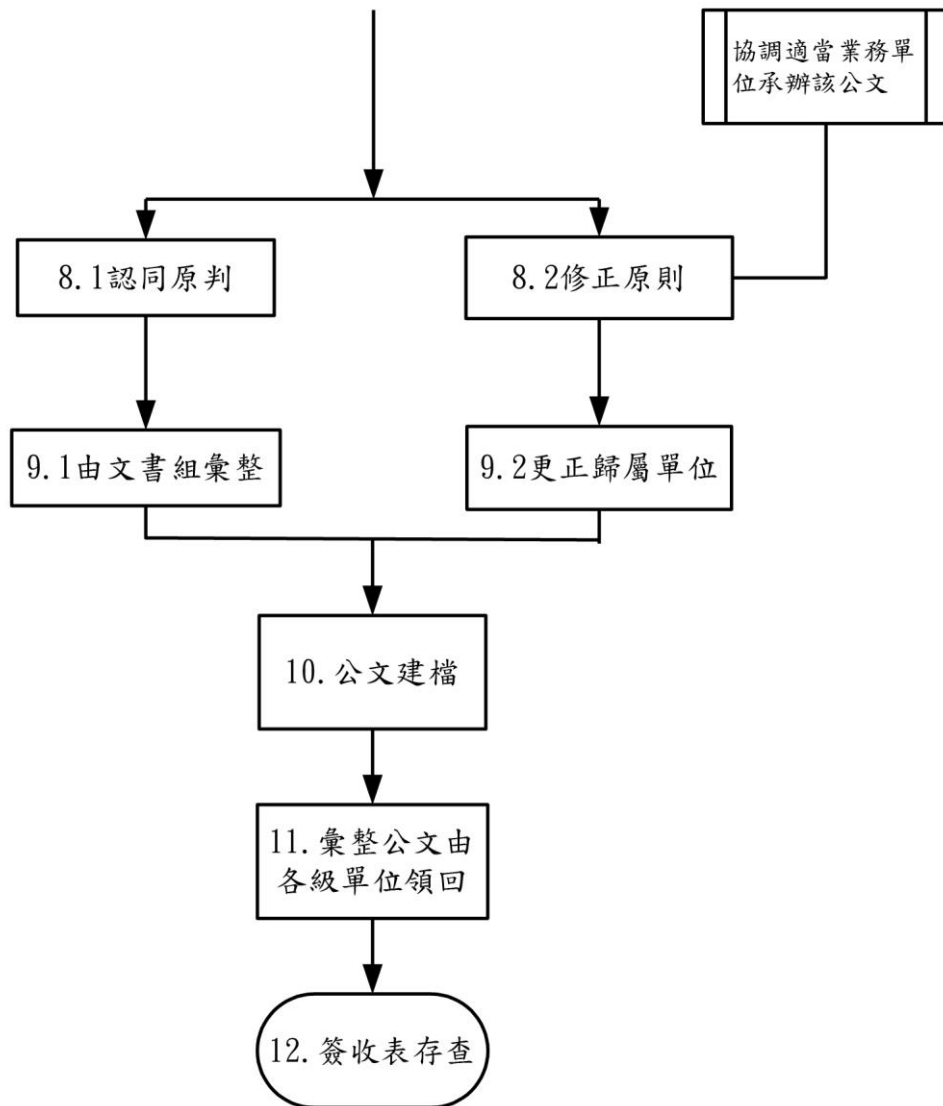 協調適當業務單
位承辦該公文
8.1認同原判
8.2修正原則
9.1由文書組彙整
9.2更正歸屬單位
10.公文建檔
11.彙整公文由
各級單位領回
12.簽收表存查